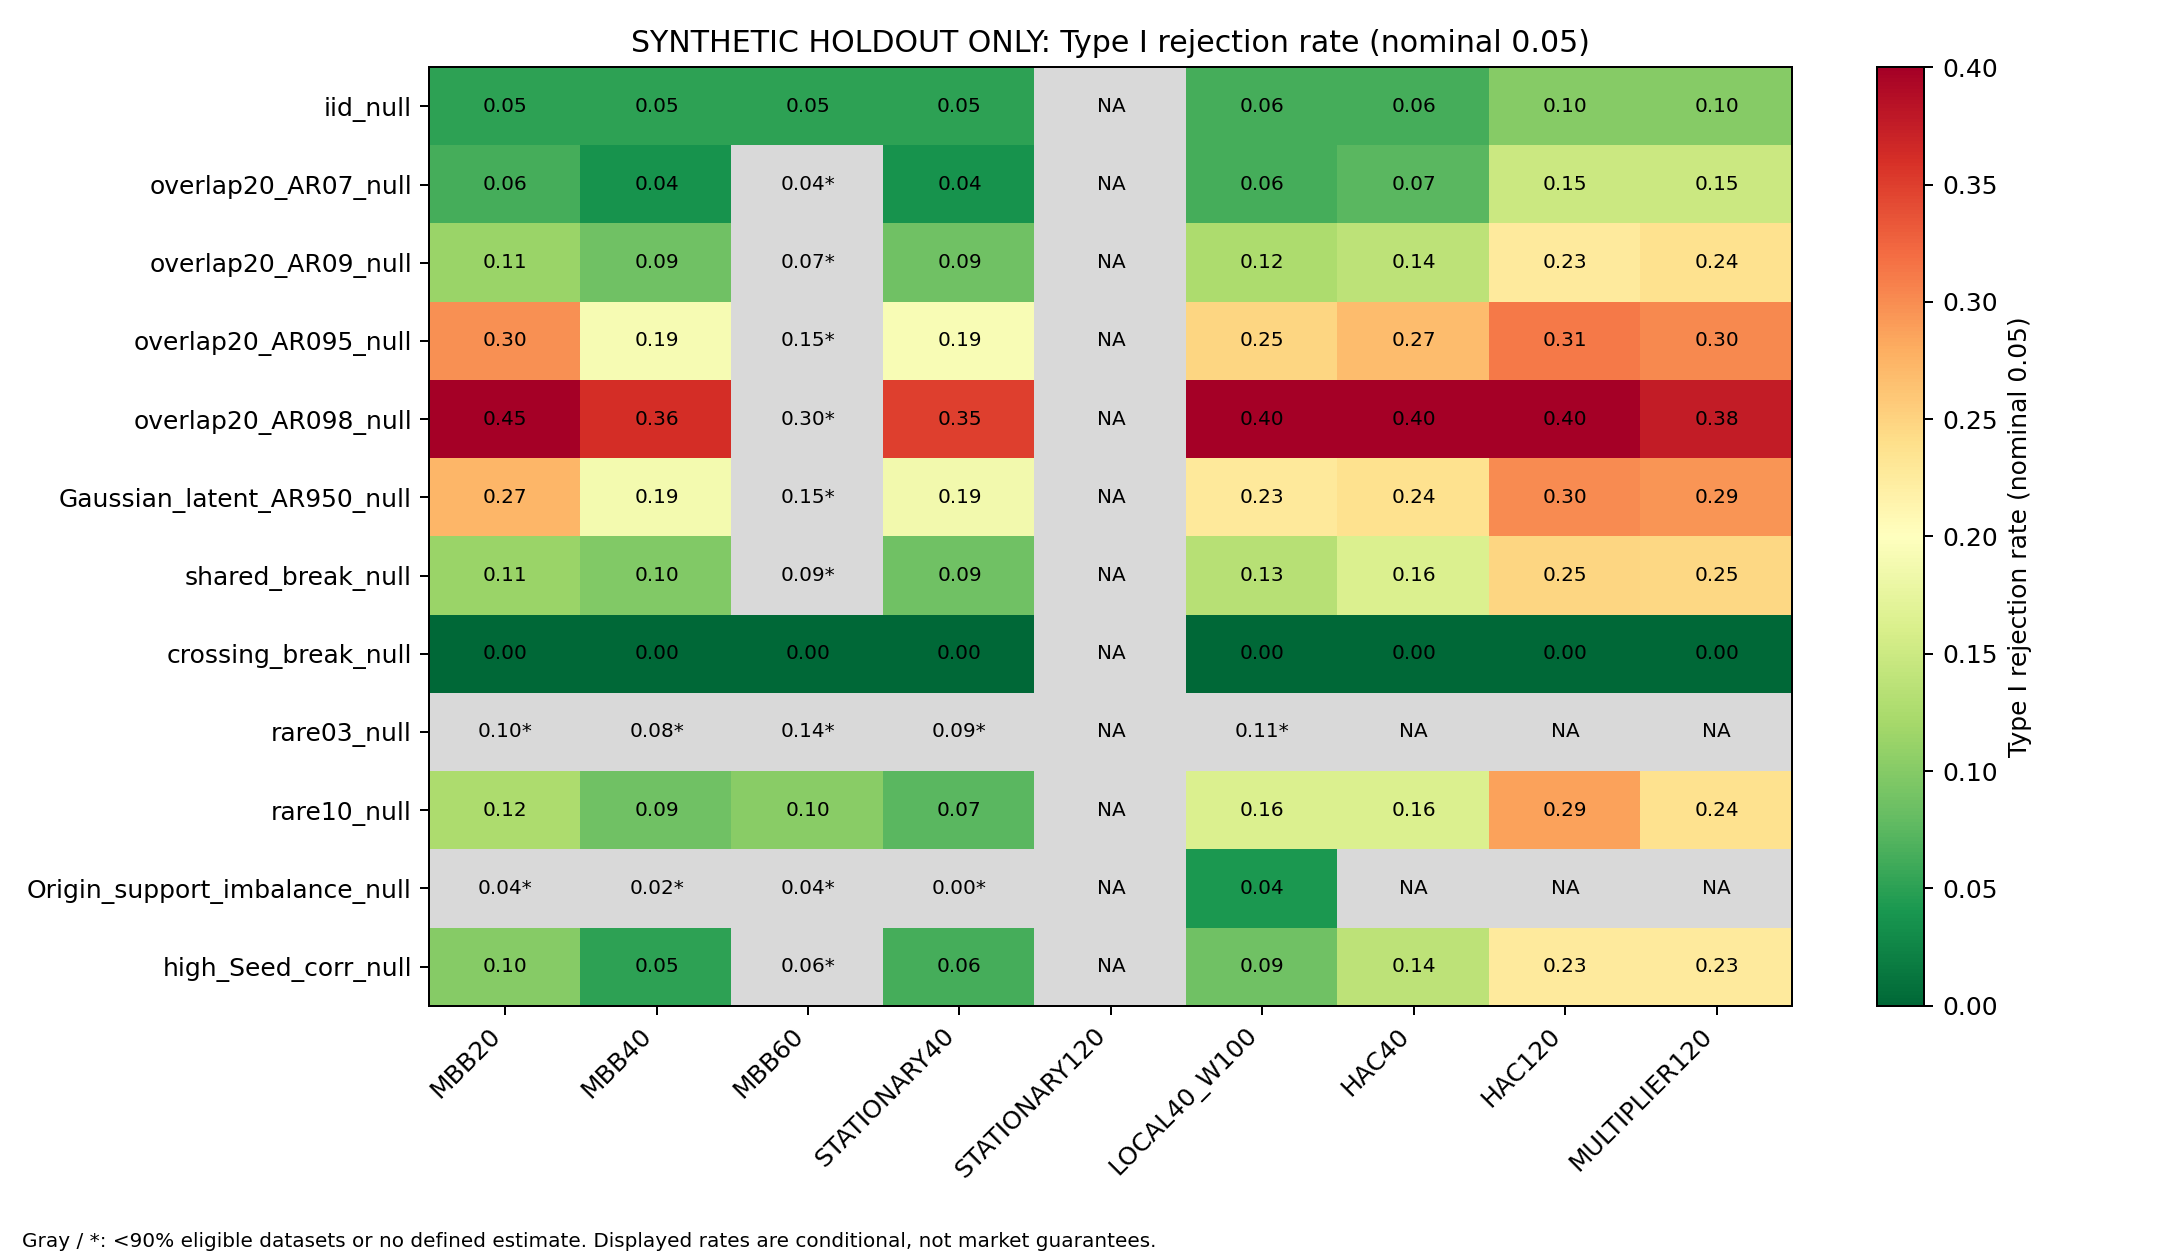 SYNTHETIC HOLDOUT ONLY: Type I rejection rate (nominal 0.05)
iid_null 0.05 0.05 0.05 0.05 NA 0.06 0.06 0.10 0.10
overlap20_AR07_null 0.06 0.04 0.04* 0.04 NA 0.06 0.07 0.15 0.15
overlap20_AR09_null 0.11 0.09 0.07* 0.09 NA 0.12 0.14 0.23 0.24
overlap20_AR095_null 0.30 0.19 0.15* 0.19 NA 0.25 0.27 0.31 0.30
overlap20_AR098_null 0.45 0.36 0.30* 0.35 NA 0.40 0.40 0.40 0.38
Gaussian_latent_AR950_null 0.27 0.19 0.15* 0.19 NA 0.23 0.24 0.30 0.29
shared_break_null 0.11 0.10 0.09* 0.09 NA 0.13 0.16 0.25 0.25
crossing_break_null 0.00 0.00 0.00 0.00 NA 0.00 0.00 0.00 0.00
rare03_null 0.10* 0.08* 0.14* 0.09* NA 0.11* NA NA NA
rare10_null 0.12 0.09 0.10 0.07 NA 0.16 0.16 0.29 0.24
Origin_support_imbalance_null 0.04* 0.02* 0.04* 0.00* NA 0.04 NA NA NA
high_Seed_corr_null 0.10 0.05 0.06* 0.06 NA 0.09 0.14 0.23 0.23
MBB20 MBB40 MBB60 STATIONARY40 STATIONARY120 LOCAL40_W100 HAC40 HAC120 MULTIPLIER120
0.40
0.35
0.30
0.25
0.20
0.15
0.10
0.05
0.00
Type I rejection rate (nominal 0.05)
Gray / *: <90% eligible datasets or no defined estimate. Displayed rates are conditional, not market guarantees.